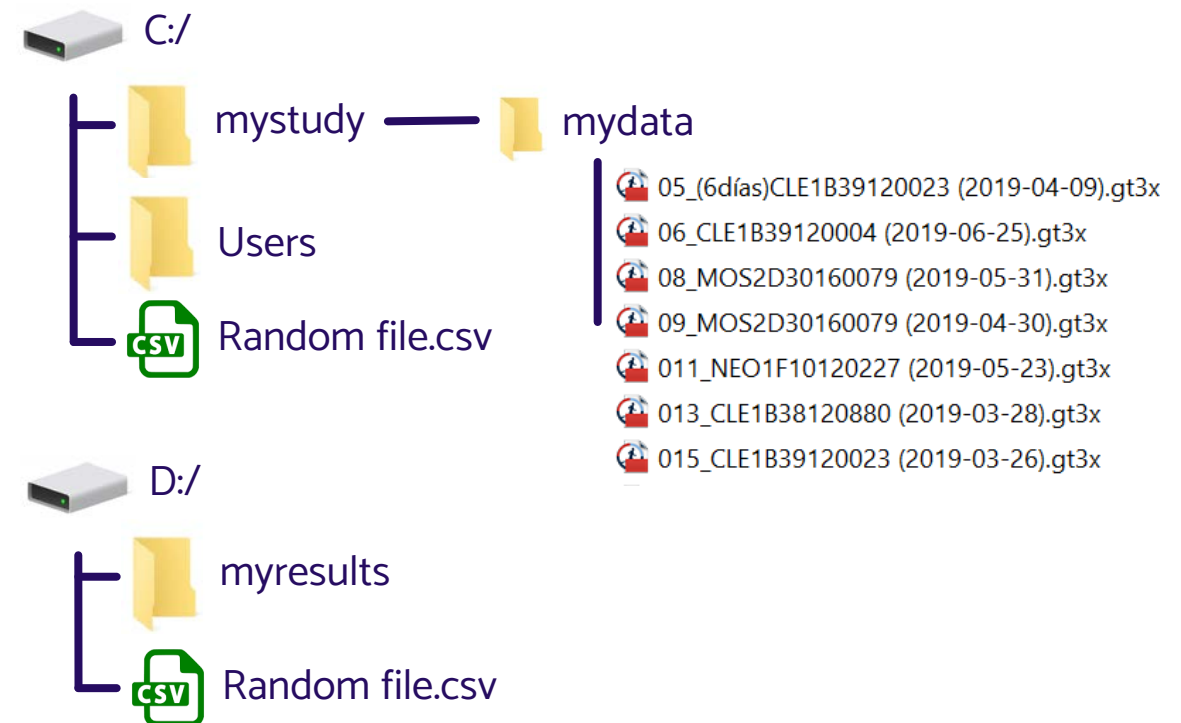 C:/
mystudy
mydata
05_(6días)CLE1B39120023 (2019-04-09).gt3x
06_CLE1B39120004 (2019-06-25).gt3x
08_MOS2D30160079 (2019-05-31).gt3x
09_MOS2D30160079 (2019-04-30).gt3x
011_NEO1F10120227 (2019-05-23).gt3x
013_CLE1B38120880 (2019-03-28).gt3x
015_CLE1B39120023 (2019-03-26).gt3x
Users
CSV Random file.csv
D:/
myresults
CSV Random file.csv